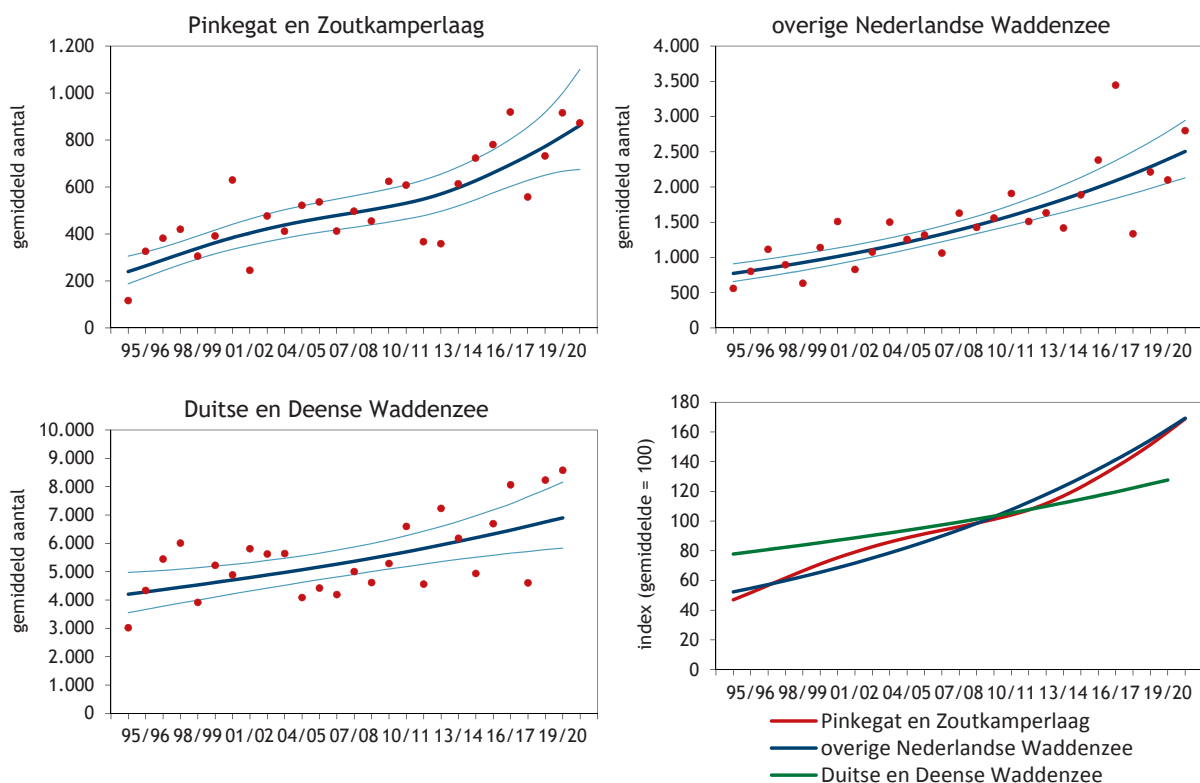 Pinkegat en Zoutkamperlaag
gemiddeld aantal
1.200
1.000
800
600
400
200
0
95/96 98/99 01/02 04/05 07/08 10/11 13/14 16/17 19/20
overige Nederlandse Waddenzee
gemiddeld aantal
4.000
3.500
3.000
2.500
2.000
1.500
1.000
500
0
95/96 98/99 01/02 04/05 07/08 10/11 13/14 16/17 19/20
Duitse en Deense Waddenzee
gemiddeld aantal
10.000
9.000
8.000
7.000
6.000
5.000
4.000
3.000
2.000
1.000
0
95/96 98/99 01/02 04/05 07/08 10/11 13/14 16/17 19/20
index (gemiddelde = 100)
180
160
140
120
100
80
60
40
20
0
95/96 98/99 01/02 04/05 07/08 10/11 13/14 16/17 19/20
Pinkegat en Zoutkamperlaag
overige Nederlandse Waddenzee
Duitse en Deense Waddenzee